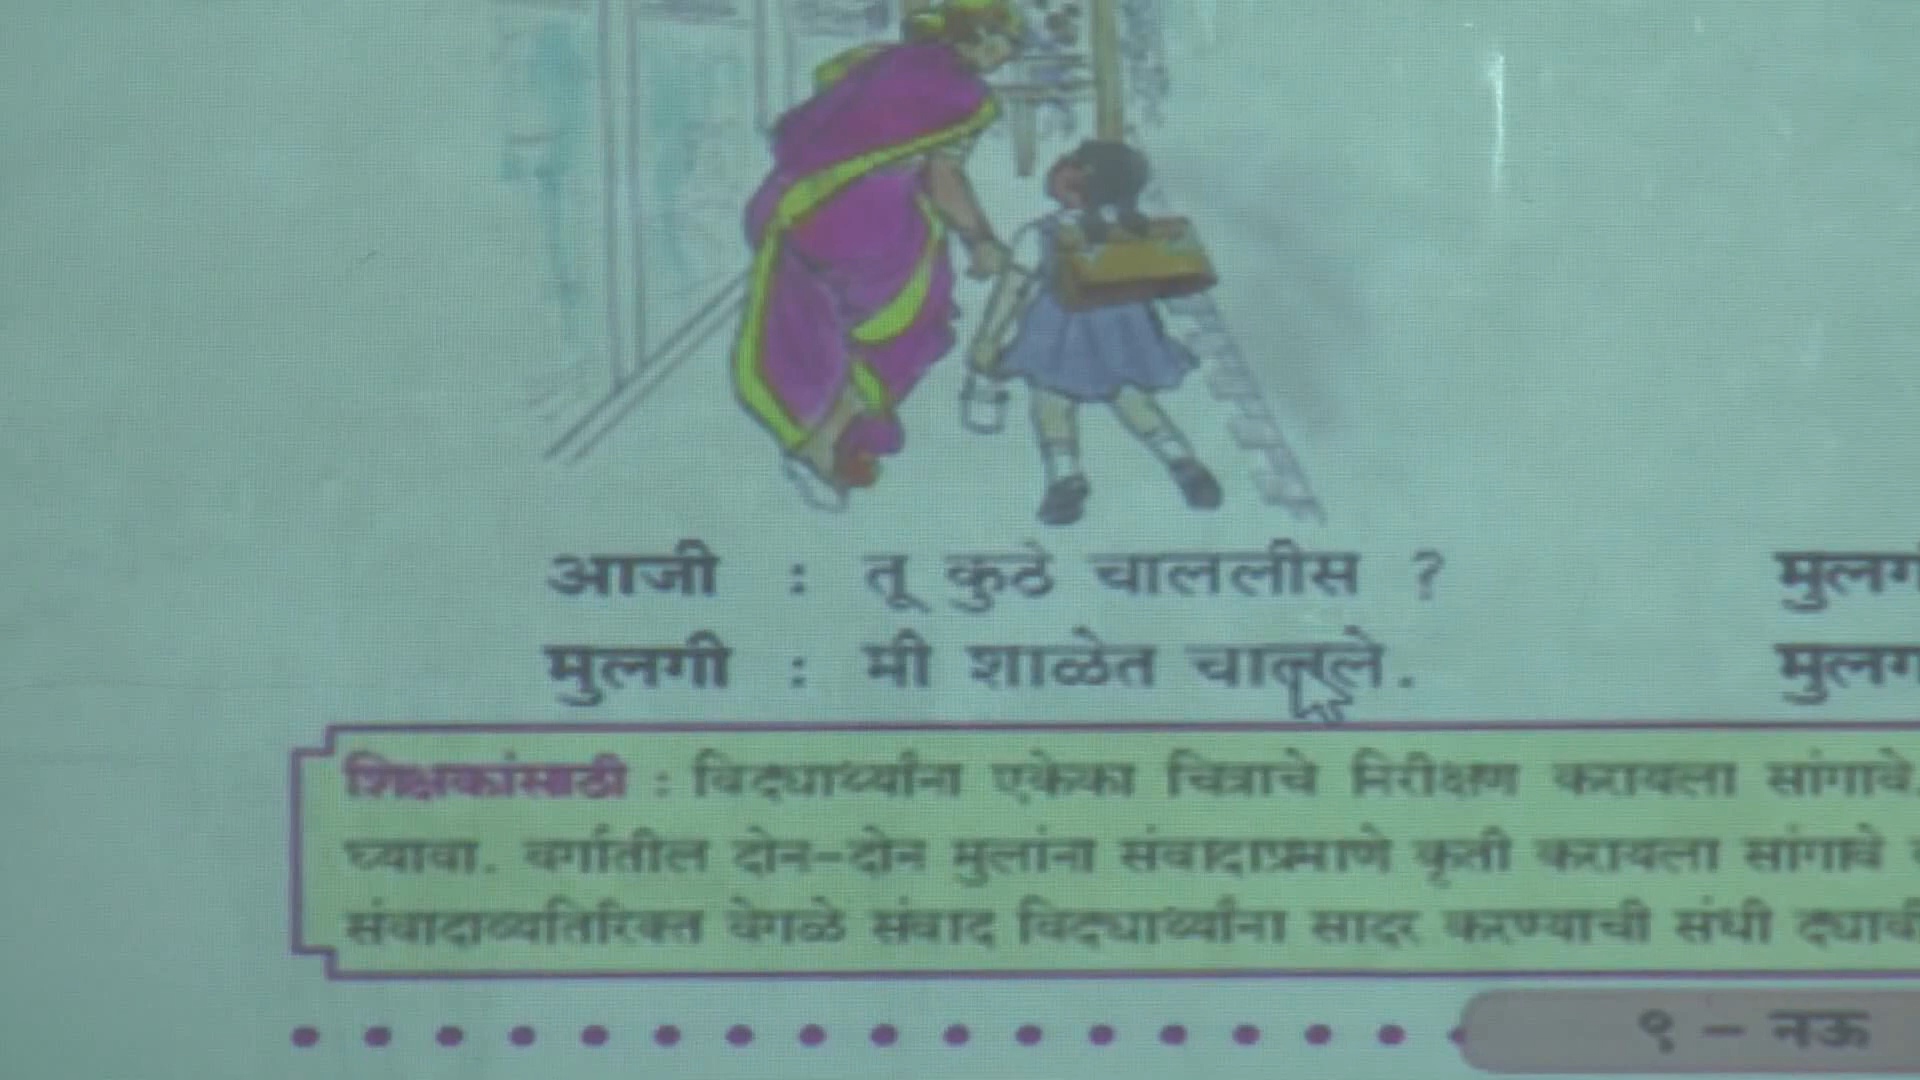 आजी : तू कुठे चाललीस ?
मुलगी : मी शाळेत चालले.
शिक्षकांसाठी : विद्यार्थ्यांना एकेका चित्राचे निरीक्षण करायला सांगावे.
घ्यावा. वर्गातील दोन-दोन मुलांना संवादाप्रमाणे कृती करायला सांगावे
संवादाव्यतिरिक्त वेगळे संवाद विद्यार्थ्यांना सादर करण्याची संधी द्यावी
९ - नऊ